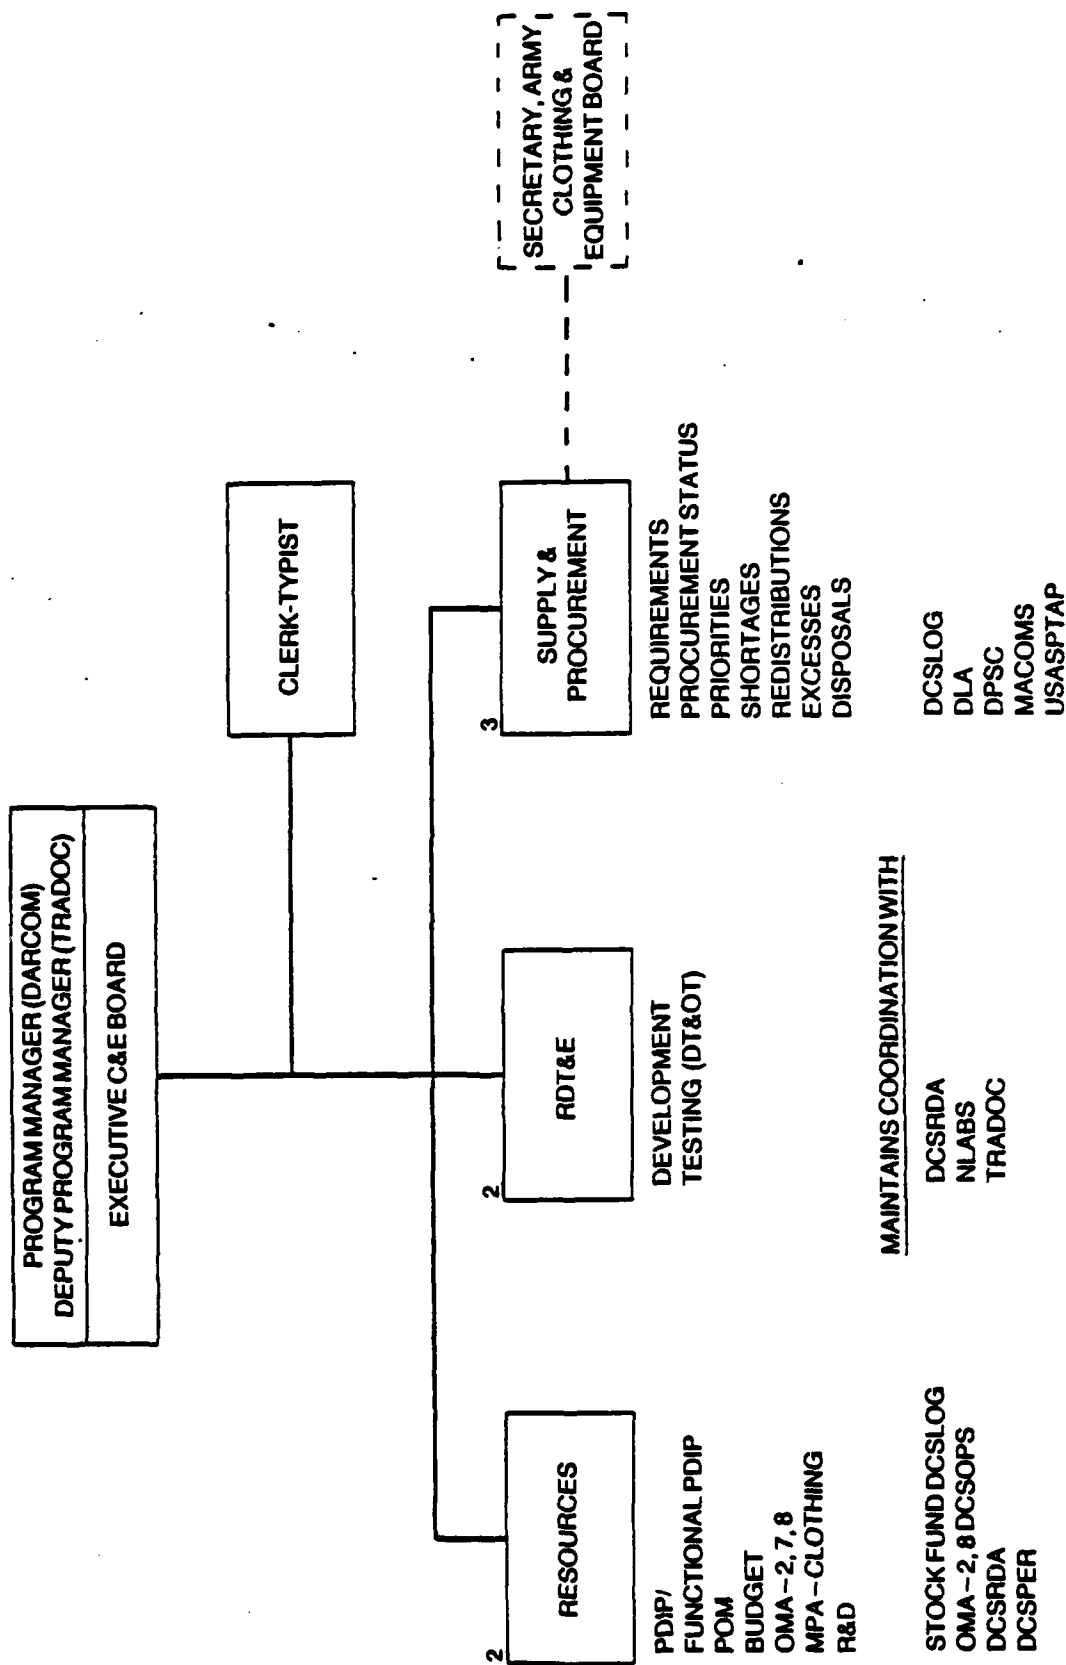 PROGRAM MANAGER (DARCOM)
DEPUTY PROGRAM MANAGER (TRADOC)
EXECUTIVE C&E BOARD
CLERK-TYPIST
2
RESOURCES
PDIP/
FUNCTIONAL PDIP
POM
BUDGET
OMA-2, 7, 8
MPA-CLOTHING
R&D
2
RDT&E
DEVELOPMENT
TESTING (DT&OT)
3
SUPPLY &
PROCUREMENT
REQUIREMENTS
PROCUREMENT STATUS
PRIORITIES
SHORTAGES
REDISTRIBUTIONS
EXCESSES
DISPOSALS
SECRETARY, ARMY
CLOTHING &
EQUIPMENT BOARD
MAINTAINS COORDINATION WITH
STOCK FUND DCSLOG
OMA-2, 8 DCSOPS
DCSRDA
DCSPER
DCSRDA
NLABS
TRADOC
DCSLOG
DLA
DPSC
MACOMS
USASPTAP